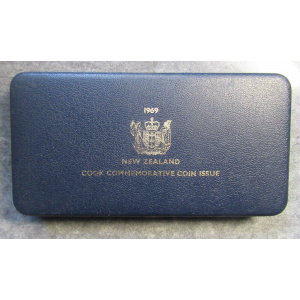 1969
NEW ZEALAND
COOK COMMEMORATIVE COIN ISSUE